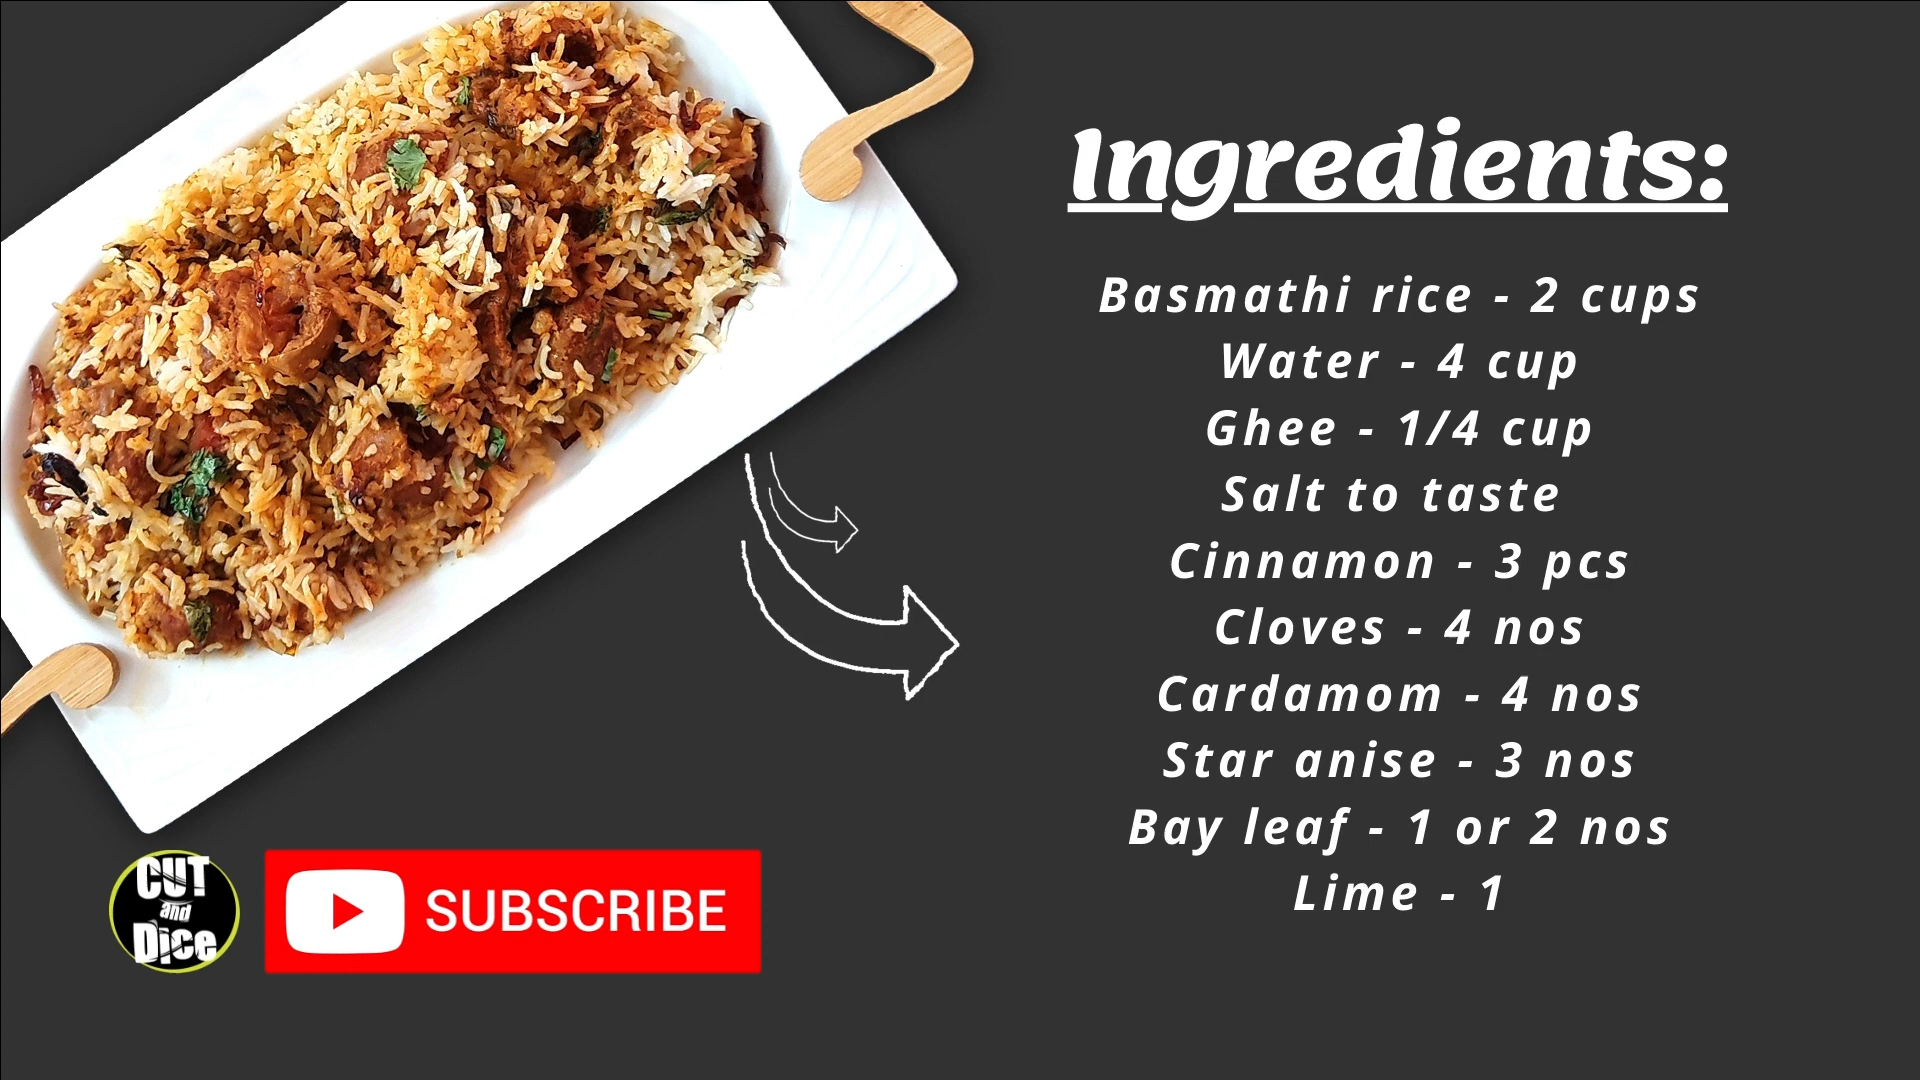 Ingredients:
Basmathi rice - 2 cups
Water - 4 cup
Ghee - 1/4 cup
Salt to taste
Cinnamon - 3 pcs
Cloves - 4 nos
Cardamom - 4 nos
Star anise - 3 nos
Bay leaf - 1 or 2 nos
Lime - 1
CUT
and
Dice
SUBSCRIBE